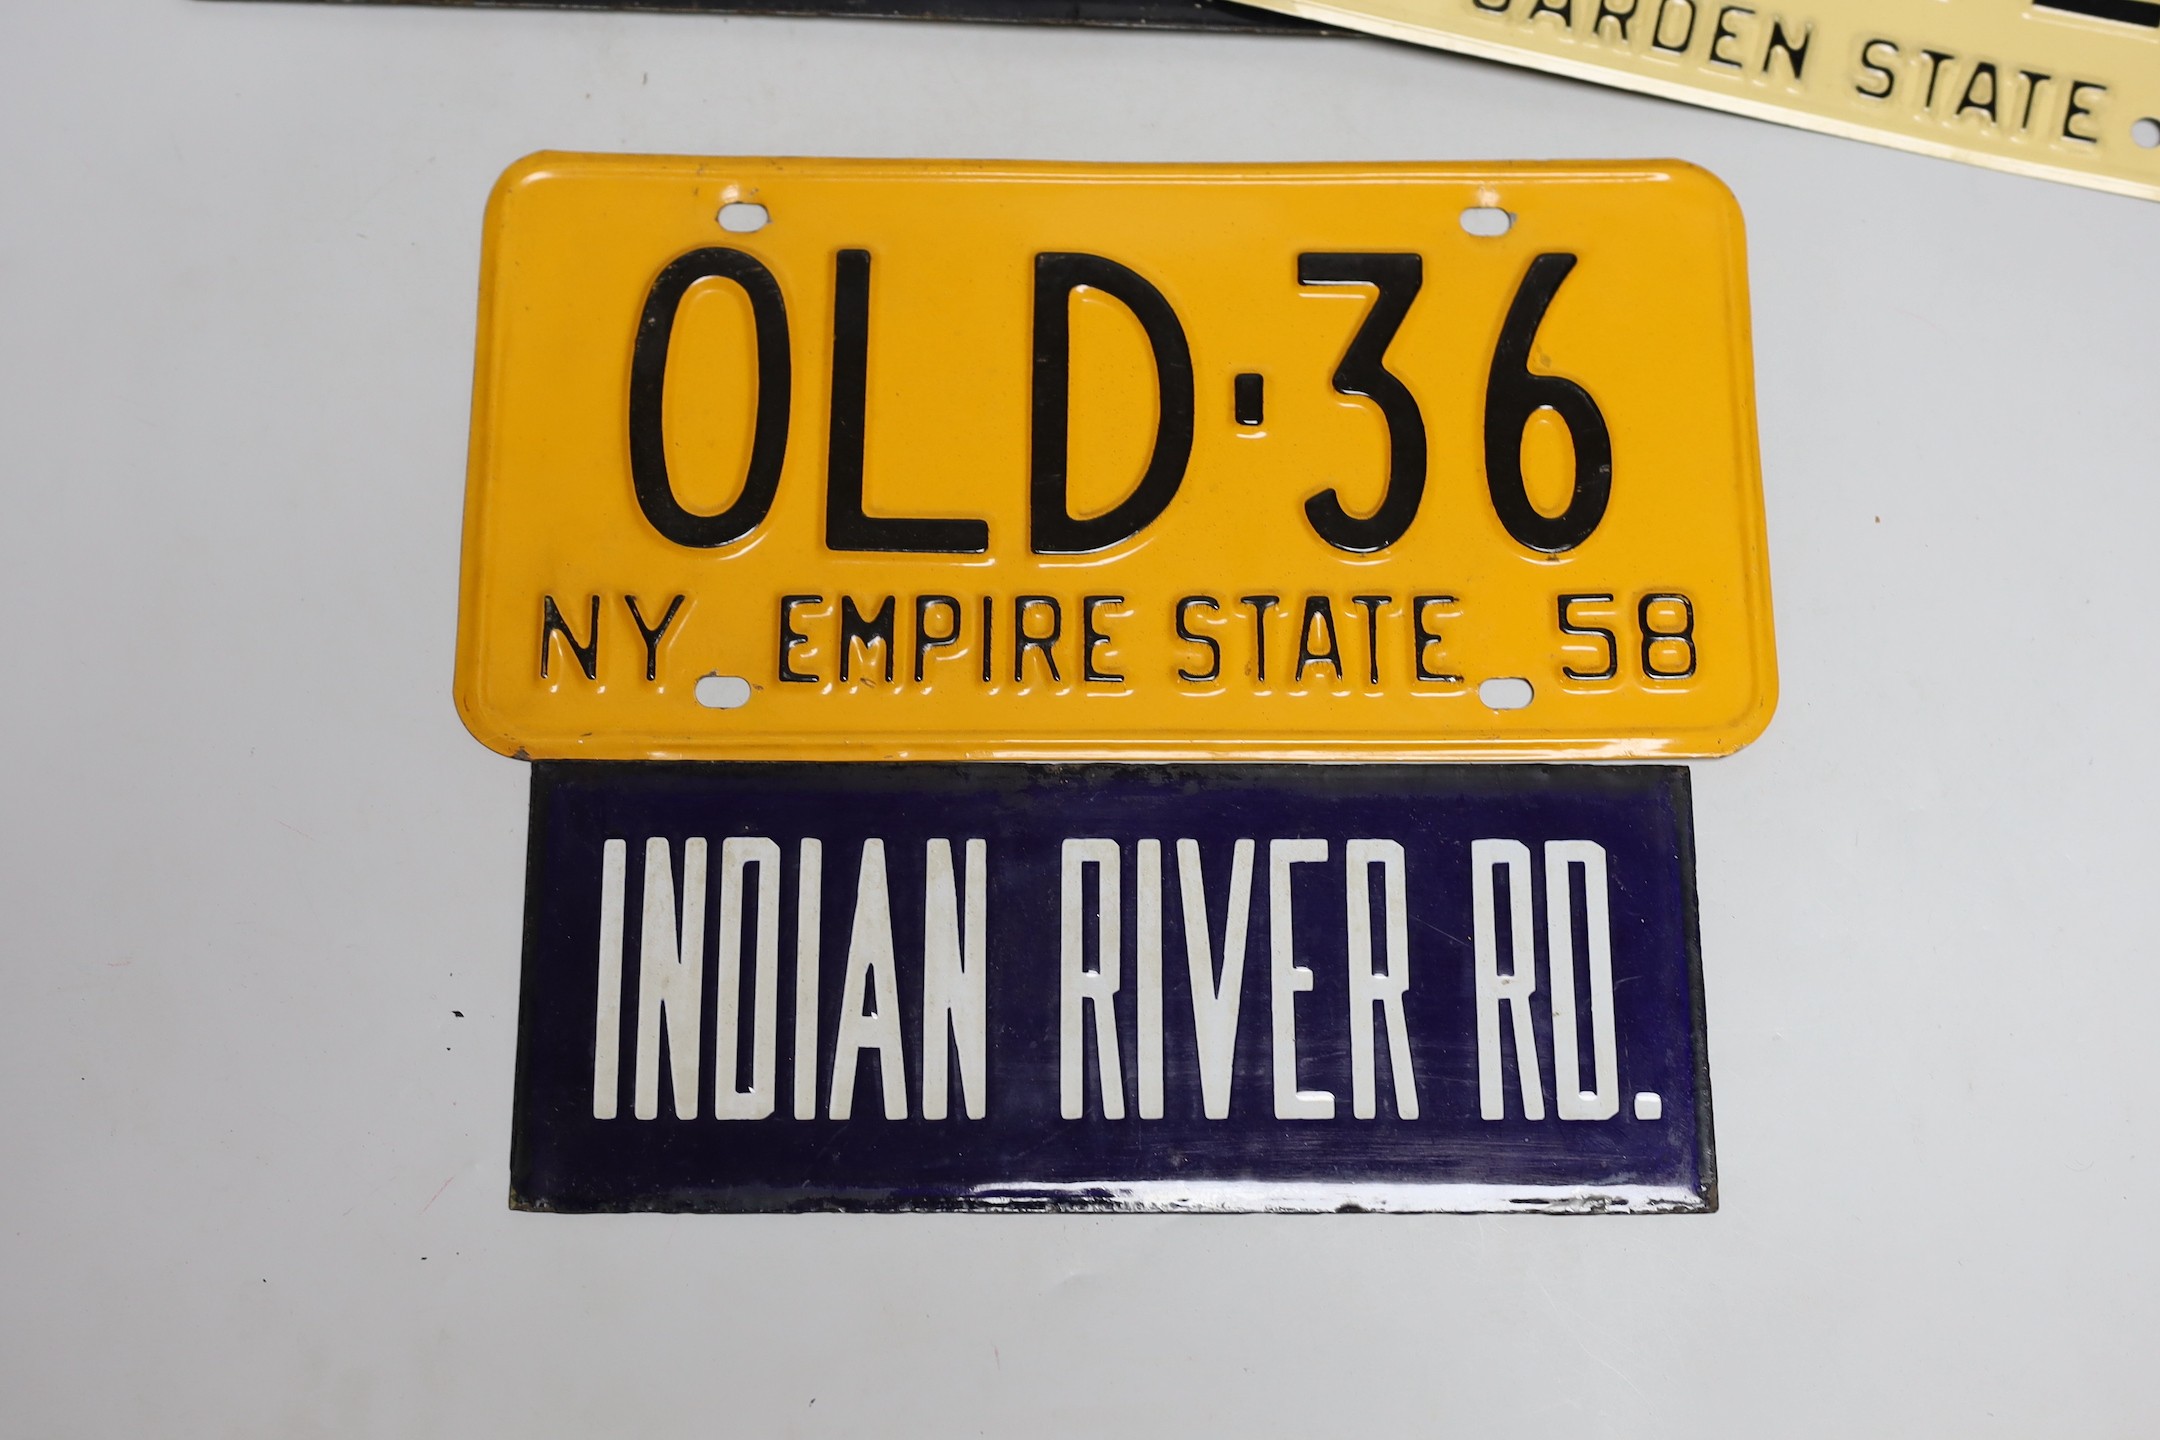 GARDEN STATE
OLD-36
NY EMPIRE STATE 58
INDIAN RIVER RD.